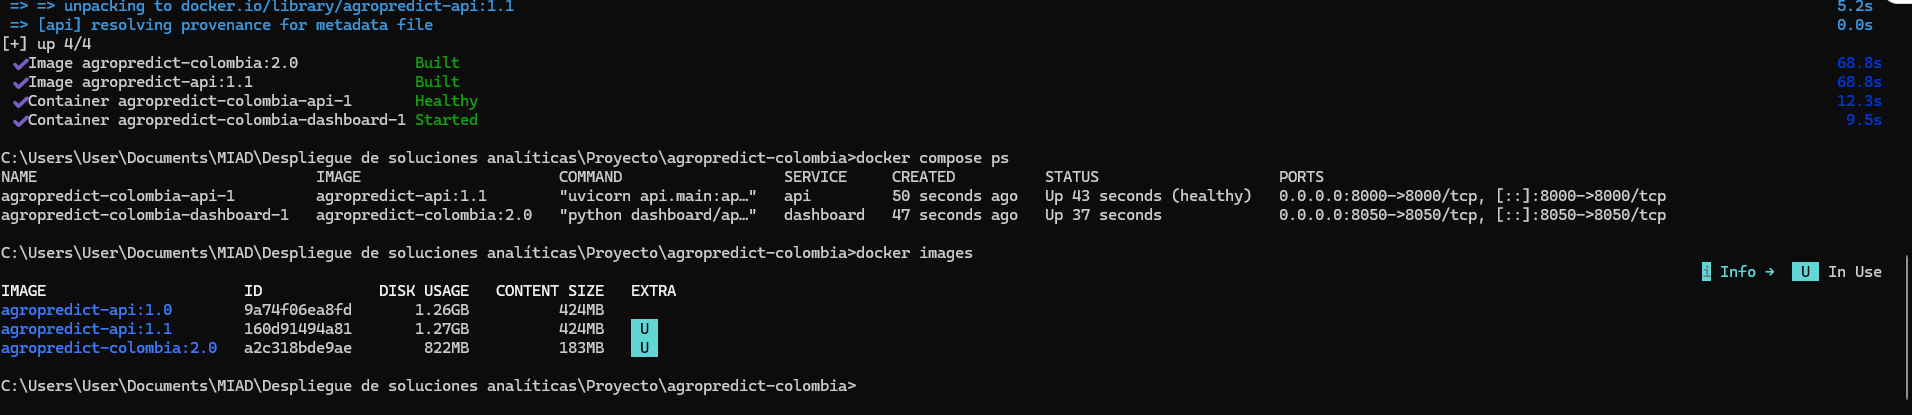 => => unpacking to docker.io/library/agropredict-api:1.1 5.2s
=> [api] resolving provenance for metadata file 0.0s
[+] up 4/4
✔Image agropredict-colombia:2.0 Built 68.8s
✔Image agropredict-api:1.1 Built 68.8s
✔Container agropredict-colombia-api-1 Healthy 12.3s
✔Container agropredict-colombia-dashboard-1 Started 9.5s
C:\Users\User\Documents\MIAD\Despliegue de soluciones analíticas\Proyecto\agropredict-colombia>docker compose ps
NAME IMAGE COMMAND SERVICE CREATED STATUS PORTS
agropredict-colombia-api-1 agropredict-api:1.1 "uvicorn api.main:ap…" api 50 seconds ago Up 43 seconds (healthy) 0.0.0.0:8000->8000/tcp, [::]:8000->8000/tcp
agropredict-colombia-dashboard-1 agropredict-colombia:2.0 "python dashboard/ap…" dashboard 47 seconds ago Up 37 seconds 0.0.0.0:8050->8050/tcp, [::]:8050->8050/tcp
C:\Users\User\Documents\MIAD\Despliegue de soluciones analíticas\Proyecto\agropredict-colombia>docker images
i Info → U In Use
IMAGE ID DISK USAGE CONTENT SIZE EXTRA
agropredict-api:1.0 9a74f06ea8fd 1.26GB 424MB
agropredict-api:1.1 160d91494a81 1.27GB 424MB U
agropredict-colombia:2.0 a2c318bde9ae 822MB 183MB U
C:\Users\User\Documents\MIAD\Despliegue de soluciones analíticas\Proyecto\agropredict-colombia>